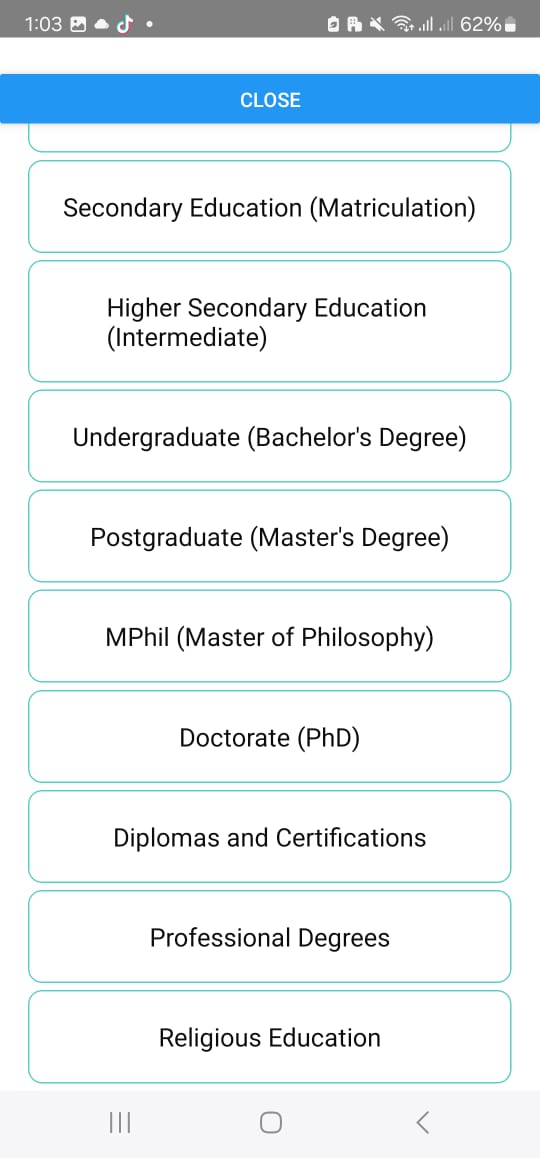 1:03
62%
CLOSE
Secondary Education (Matriculation)
Higher Secondary Education
(Intermediate)
Undergraduate (Bachelor's Degree)
Postgraduate (Master's Degree)
MPhil (Master of Philosophy)
Doctorate (PhD)
Diplomas and Certifications
Professional Degrees
Religious Education